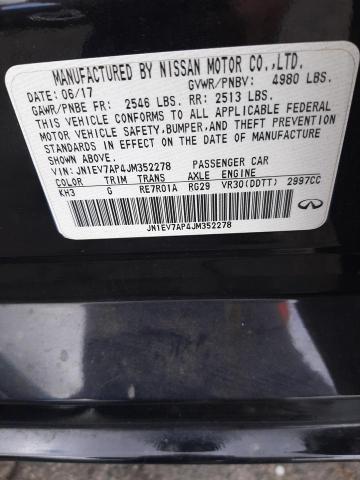 MANUFACTURED BY NISSAN MOTOR CO.,LTD.
DATE: 06/17 GVWR/PNBV: 4980 LBS.
GAWR/PNBE FR: 2546 LBS. RR: 2513 LBS.
THIS VEHICLE CONFORMS TO ALL APPLICABLE FEDERAL
MOTOR VEHICLE SAFETY,BUMPER,AND THEFT PREVENTION
STANDARDS IN EFFECT ON THE DATE OF MANUFACTURE
SHOWN ABOVE.
VIN: JN1EV7AP4JM352278 PASSENGER CAR
COLOR TRIM TRANS AXLE ENGINE
KH3 G RE7R01A RG29 VR30(DDTT) 2997CC
JN1EV7AP4JM352278